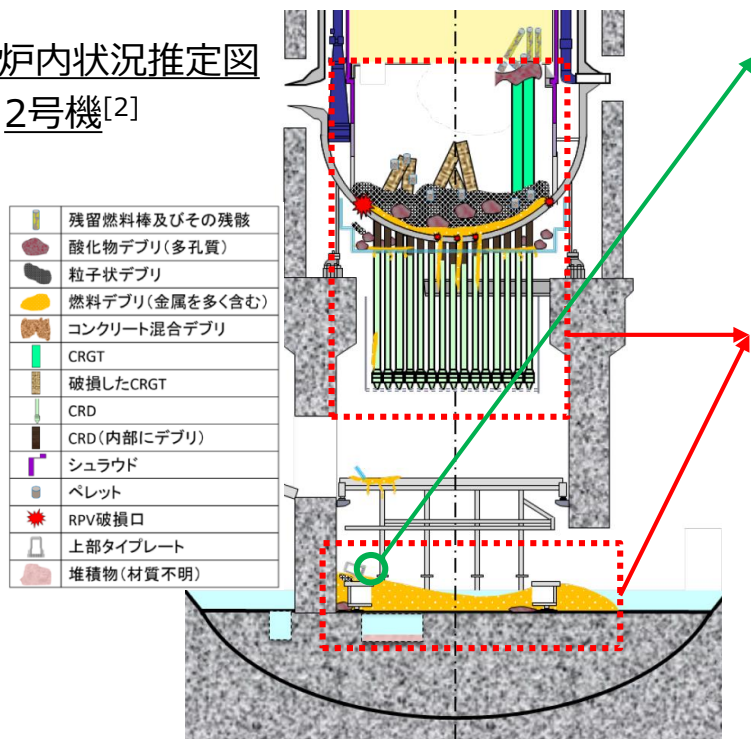 炉内状況推定図
2号機[2]
残留燃料棒及びその残骸
酸化物デブリ(多孔質)
粒子状デブリ
燃料デブリ(金属を多く含む)
コンクリート混合デブリ
CRGT
破損したCRGT
CRD
CRD(内部にデブリ)
シュラウド
ペレット
RPV破損口
上部タイプレート
堆積物(材質不明)